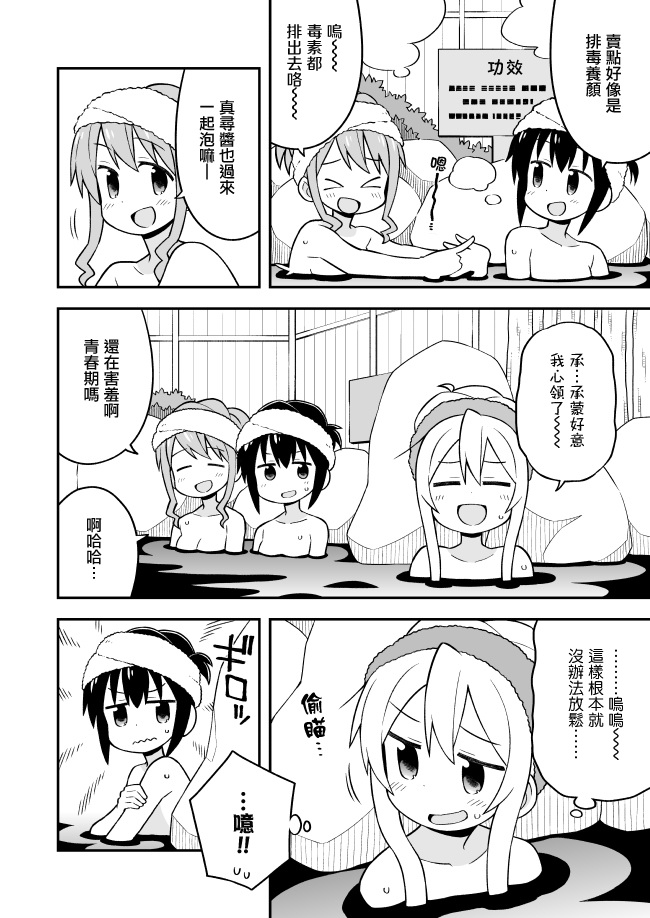 賣點好像是
排毒養顏
功效
嗚～～
毒素都
排出去咯～～
嗯…
真尋醬也過來
一起泡嘛─
承…承蒙好意
我心領了～～
還在害羞啊
青春期嗎
啊哈哈…
………嗚嗚～～
這樣根本就
沒辦法放鬆……
偷瞄…
ギロッ!!
…噫!!